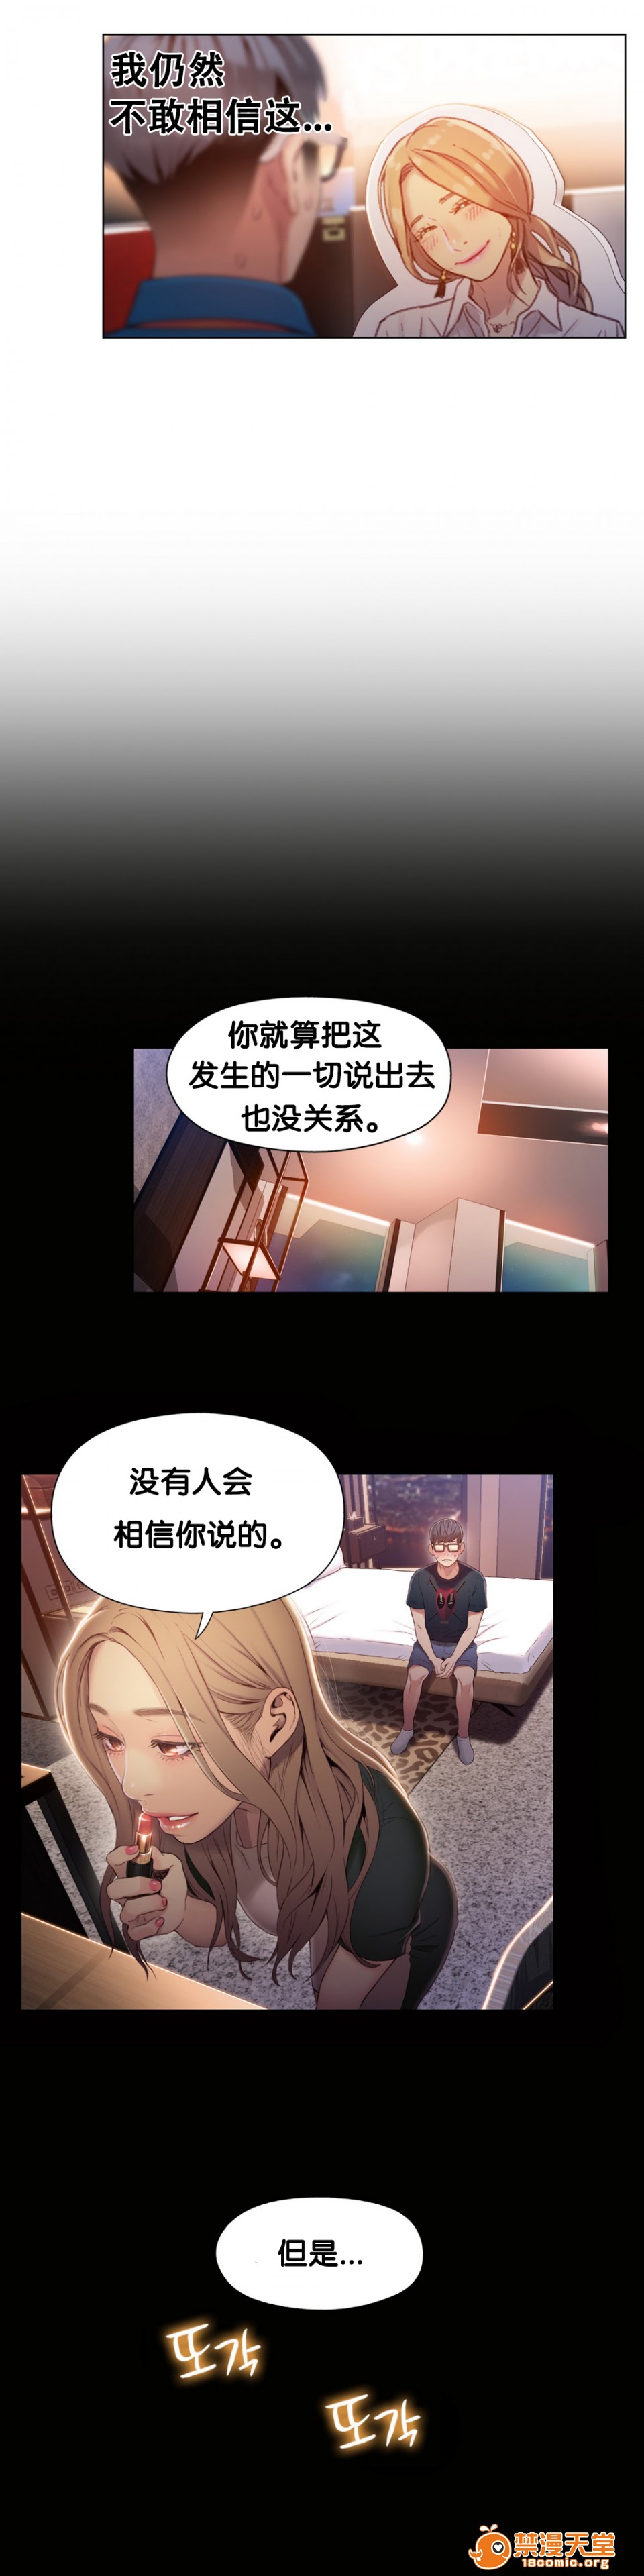 我仍然
不敢相信这...
你就算把这
发生的一切说出去
也没关系。
没有人会
相信你说的。
但是...
또각
또각
禁漫天堂
18comic.org